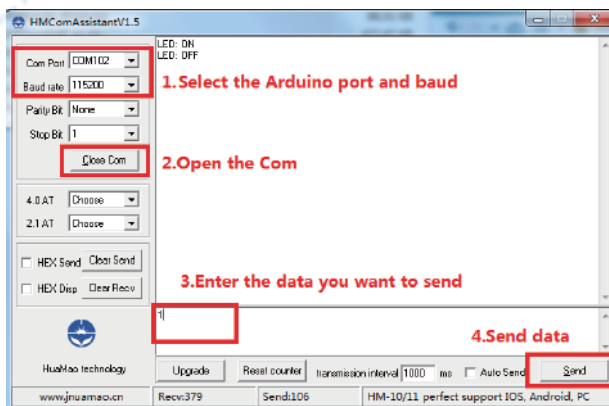 HMComAssistantV1.5
Com Port COM102
Baud rate 115200
Parity Bit None
Stop Bit 1
Close Com
4.0 AT Choose
2.1 AT Choose
HEX Send Clear Send
HEX Disp Clear Recv
HuaMao technology
www.jnuamao.cn
LED: ON
LED: OFF
1.Select the Arduino port and baud
2.Open the Com
3.Enter the data you want to send
1
4.Send data
Upgrade Reset counter transmission interval 1000 ms Auto Send Send
Recv:379 Send:106 HM-10/11 perfect support IOS, Android, PC